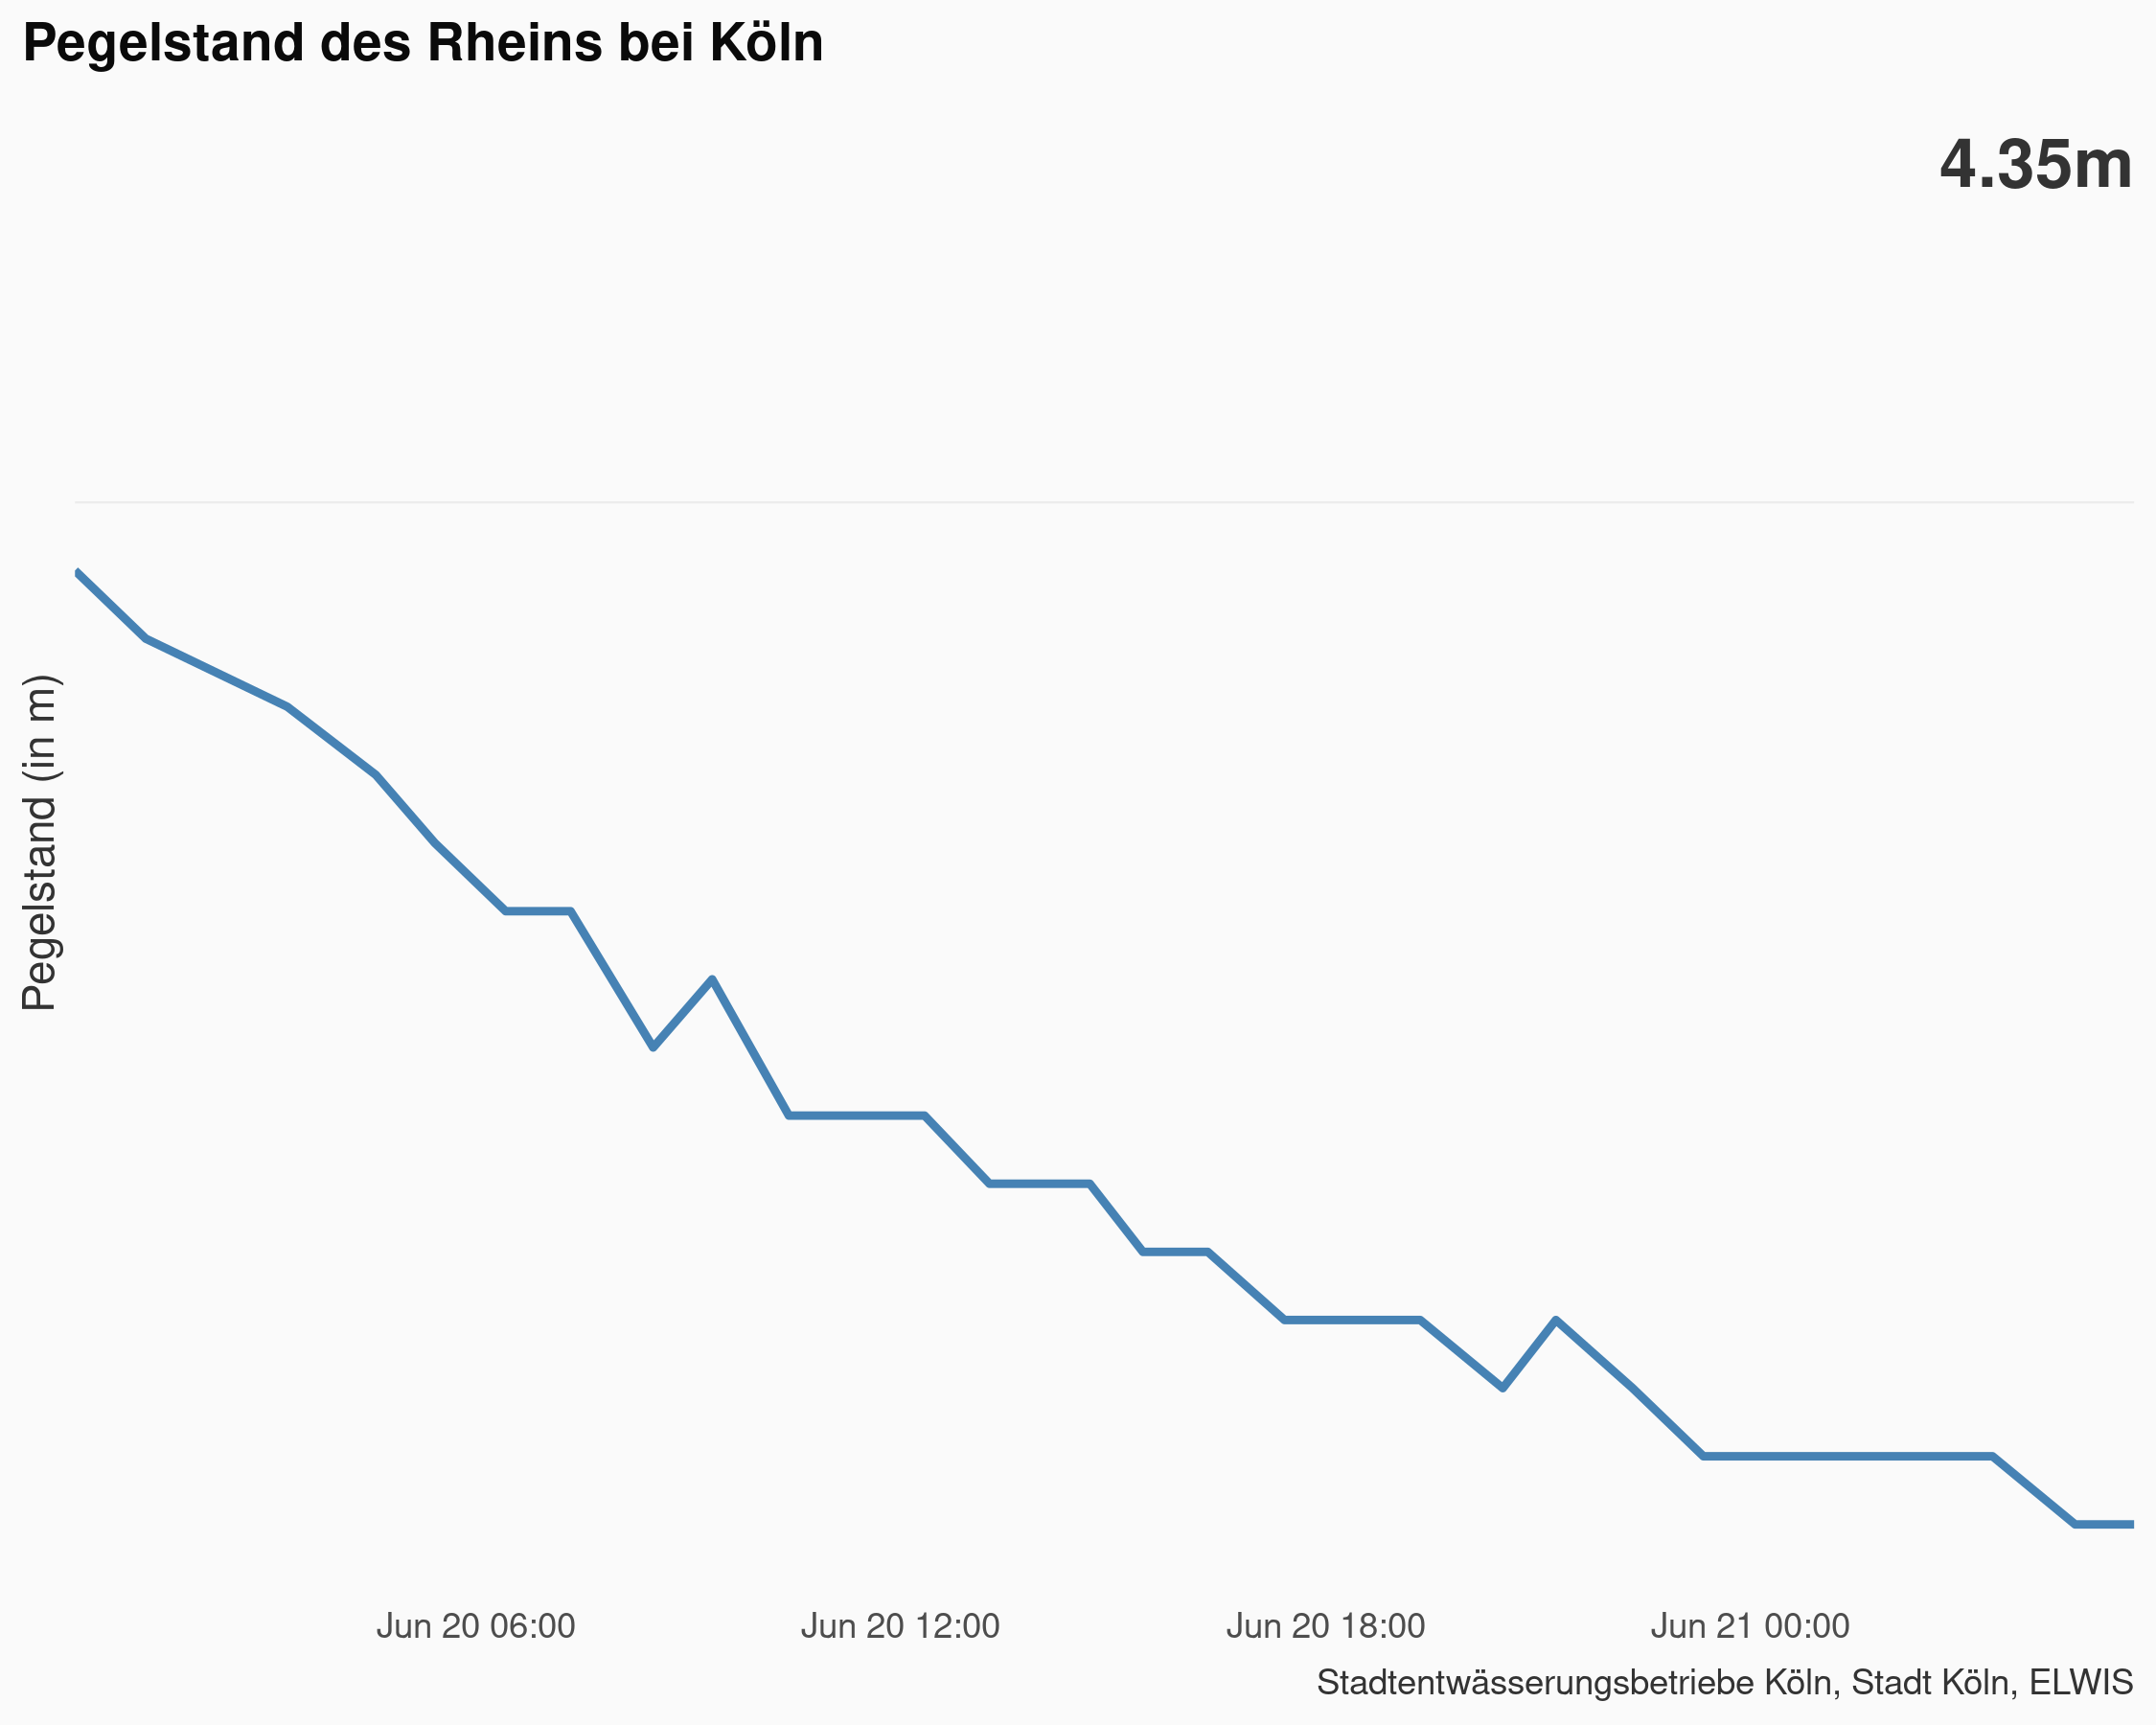 Pegelstand des Rheins bei Köln
4.35m
Pegelstand (in m)
Jun 20 06:00
Jun 20 12:00
Jun 20 18:00
Jun 21 00:00
Stadtentwässerungsbetriebe Köln, Stadt Köln, ELWIS